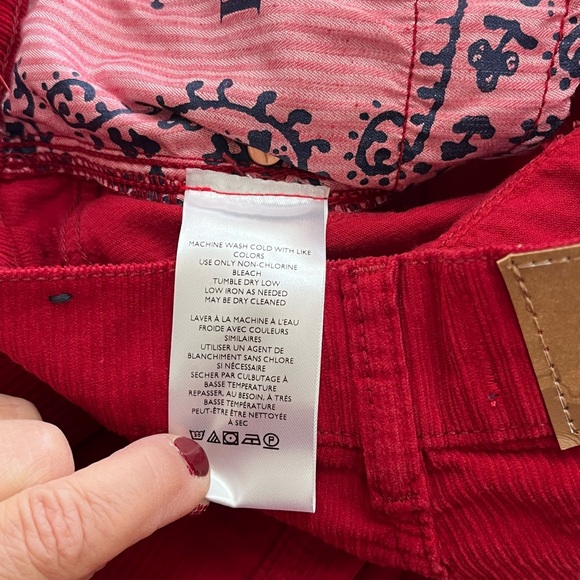 MACHINE WASH COLD WITH LIKE
COLORS
USE ONLY NON-CHLORINE
BLEACH
TUMBLE DRY LOW
LOW IRON AS NEEDED
MAY BE DRY CLEANED
LAVER À LA MACHINE À L'EAU
FROIDE AVEC COULEURS
SIMILAIRES
UTILISER UN AGENT DE
BLANCHIMENT SANS CHLORE
SI NÉCESSAIRE
SECHER PAR CULBUTAGE À
BASSE TEMPERATURE
REPASSER, AU BESOIN, À TRÉS
BASSE TEMPÉRATURE
PEUT-ÊTRE ÊTRE NETTOYÉE
À SEC
30 P